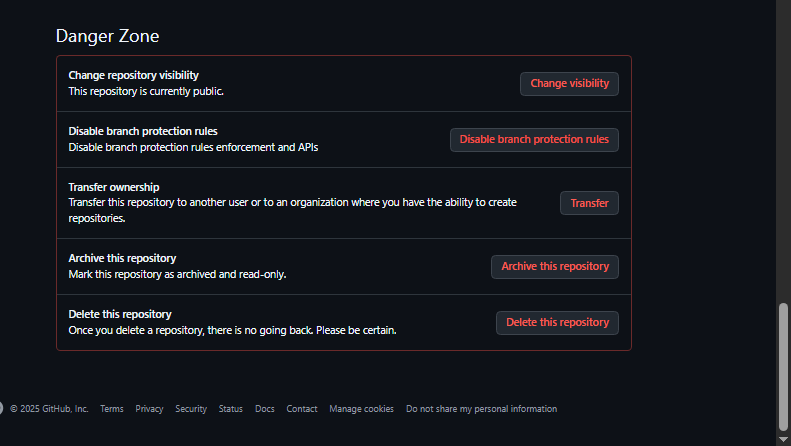 Danger Zone
Change repository visibility
This repository is currently public.
Change visibility
Disable branch protection rules
Disable branch protection rules enforcement and APIs
Disable branch protection rules
Transfer ownership
Transfer this repository to another user or to an organization where you have the ability to create
repositories.
Transfer
Archive this repository
Mark this repository as archived and read-only.
Archive this repository
Delete this repository
Once you delete a repository, there is no going back. Please be certain.
Delete this repository
© 2025 GitHub, Inc. Terms Privacy Security Status Docs Contact Manage cookies Do not share my personal information